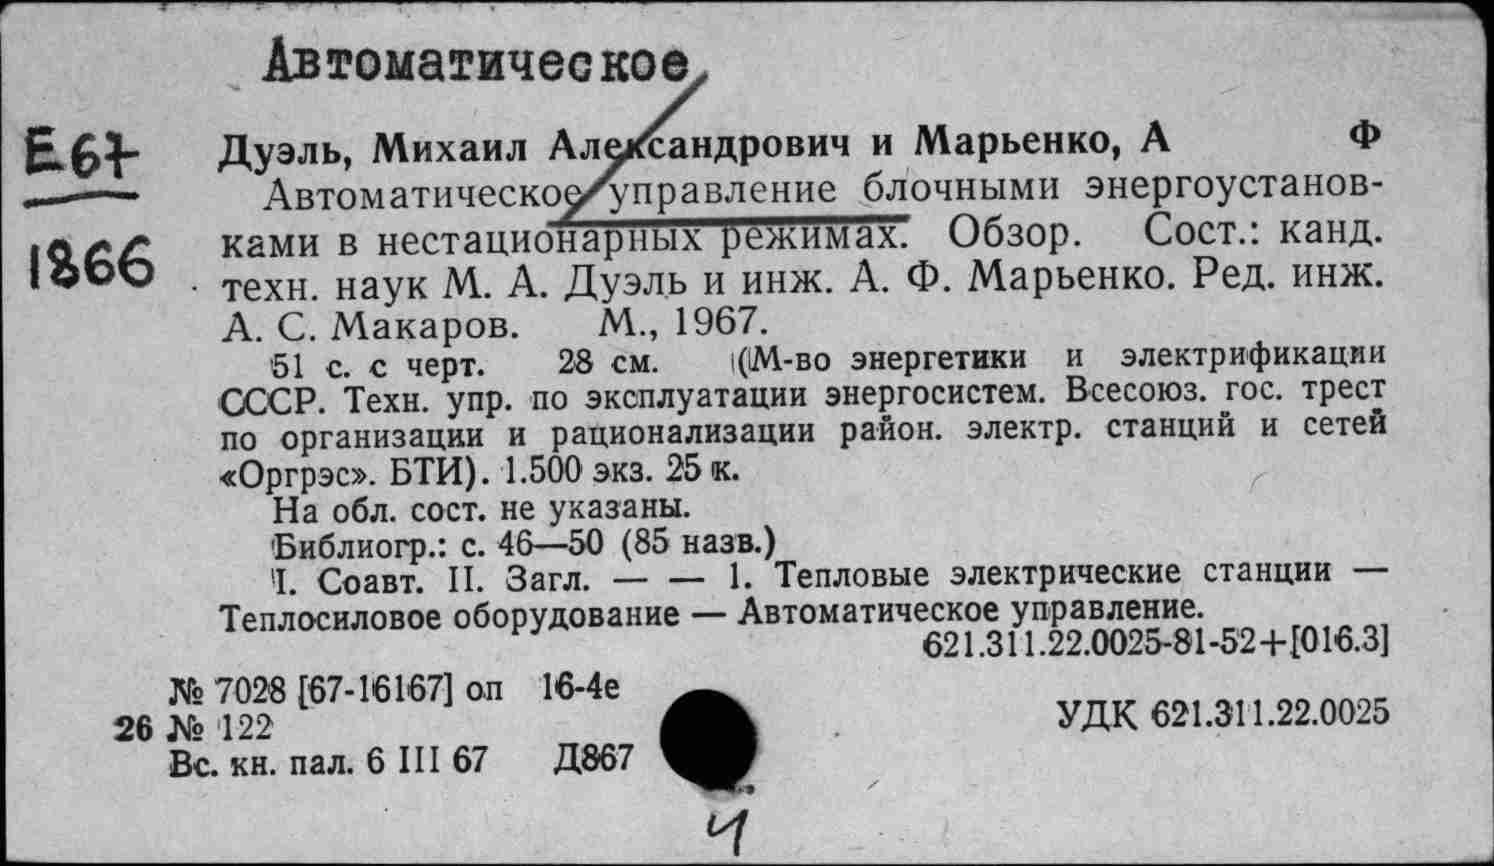 Автоматическое
Е67
1866
Дуэль, Михаил Александрович и Марьенко, А Ф
Автоматическое управление блочными энергоустанов-
ками в нестационарных режимах. Обзор. Сост.: канд.
техн. наук М. А. Дуэль и инж. А. Ф. Марьенко. Ред. инж.
А. С. Макаров. М., 1967.
51 с. с черт. 28 см. (М-во энергетики и электрификации
СССР. Техн. упр. по эксплуатации энергосистем. Всесоюз. гос. трест
по организации и рационализации район. электр. станций и сетей
«Оргрэс». БТИ). 1.500 экз. 25 к.
На обл. сост. не указаны.
Библиогр.: с. 46—50 (85 назв.)
I. Соавт. II. Загл. — — 1. Тепловые электрические станции —
Теплосиловое оборудование — Автоматическое управление.
621.311.22.0025-81-52+[016.3]
№ 7028 [67-16167] оп 16-4е
26 № 122
УДК 621.311.22.0025
Вс. кн. пал. 6 III 67 Д867
Ч